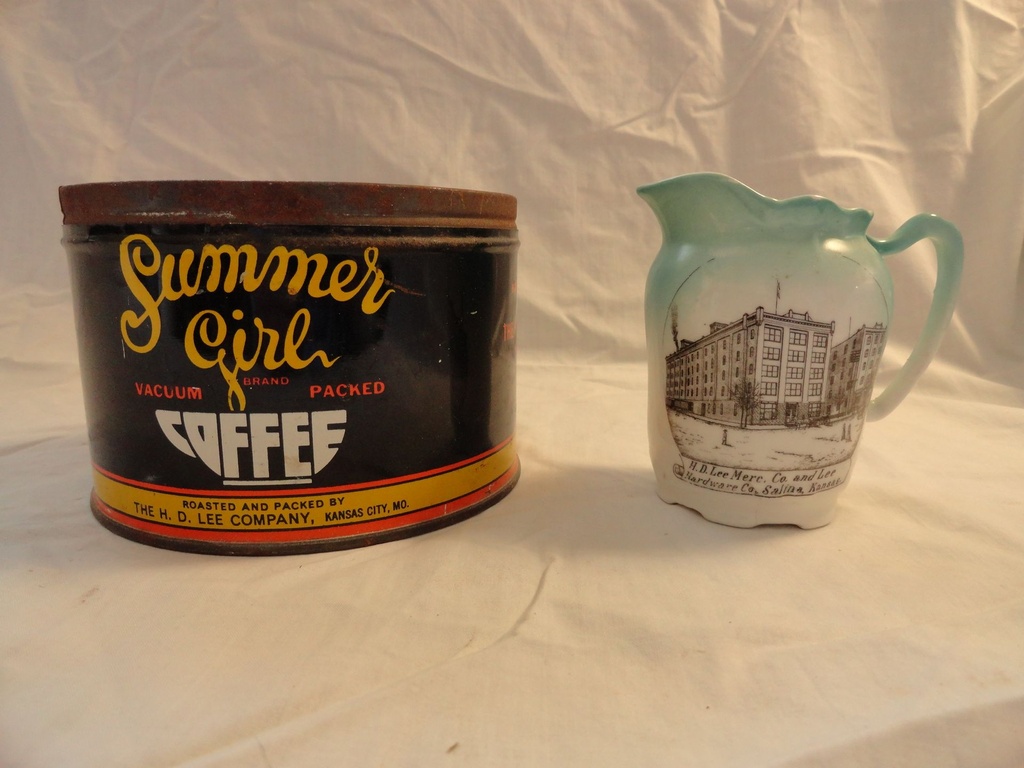 Summer
Girl
BRAND
VACUUM PACKED
COFFEE
ROASTED AND PACKED BY
THE H. D. LEE COMPANY, KANSAS CITY, MO.
H. D. Lee Merc. Co. and Lee
Hardware Co. Salina, Kansas